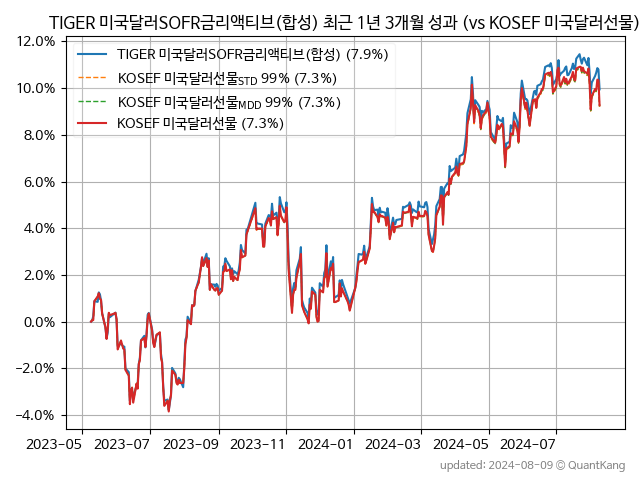 TIGER 미국달러SOFR금리액티브(합성) 최근 1년 3개월 성과 (vs KOSEF 미국달러선물)
12.0%
10.0%
8.0%
6.0%
4.0%
2.0%
0.0%
−2.0%
−4.0%
TIGER 미국달러SOFR금리액티브(합성) (7.9%)
KOSEF 미국달러선물STD 99% (7.3%)
KOSEF 미국달러선물MDD 99% (7.3%)
KOSEF 미국달러선물 (7.3%)
2023-05 2023-07 2023-09 2023-11 2024-01 2024-03 2024-05 2024-07
updated: 2024-08-09 © QuantKang